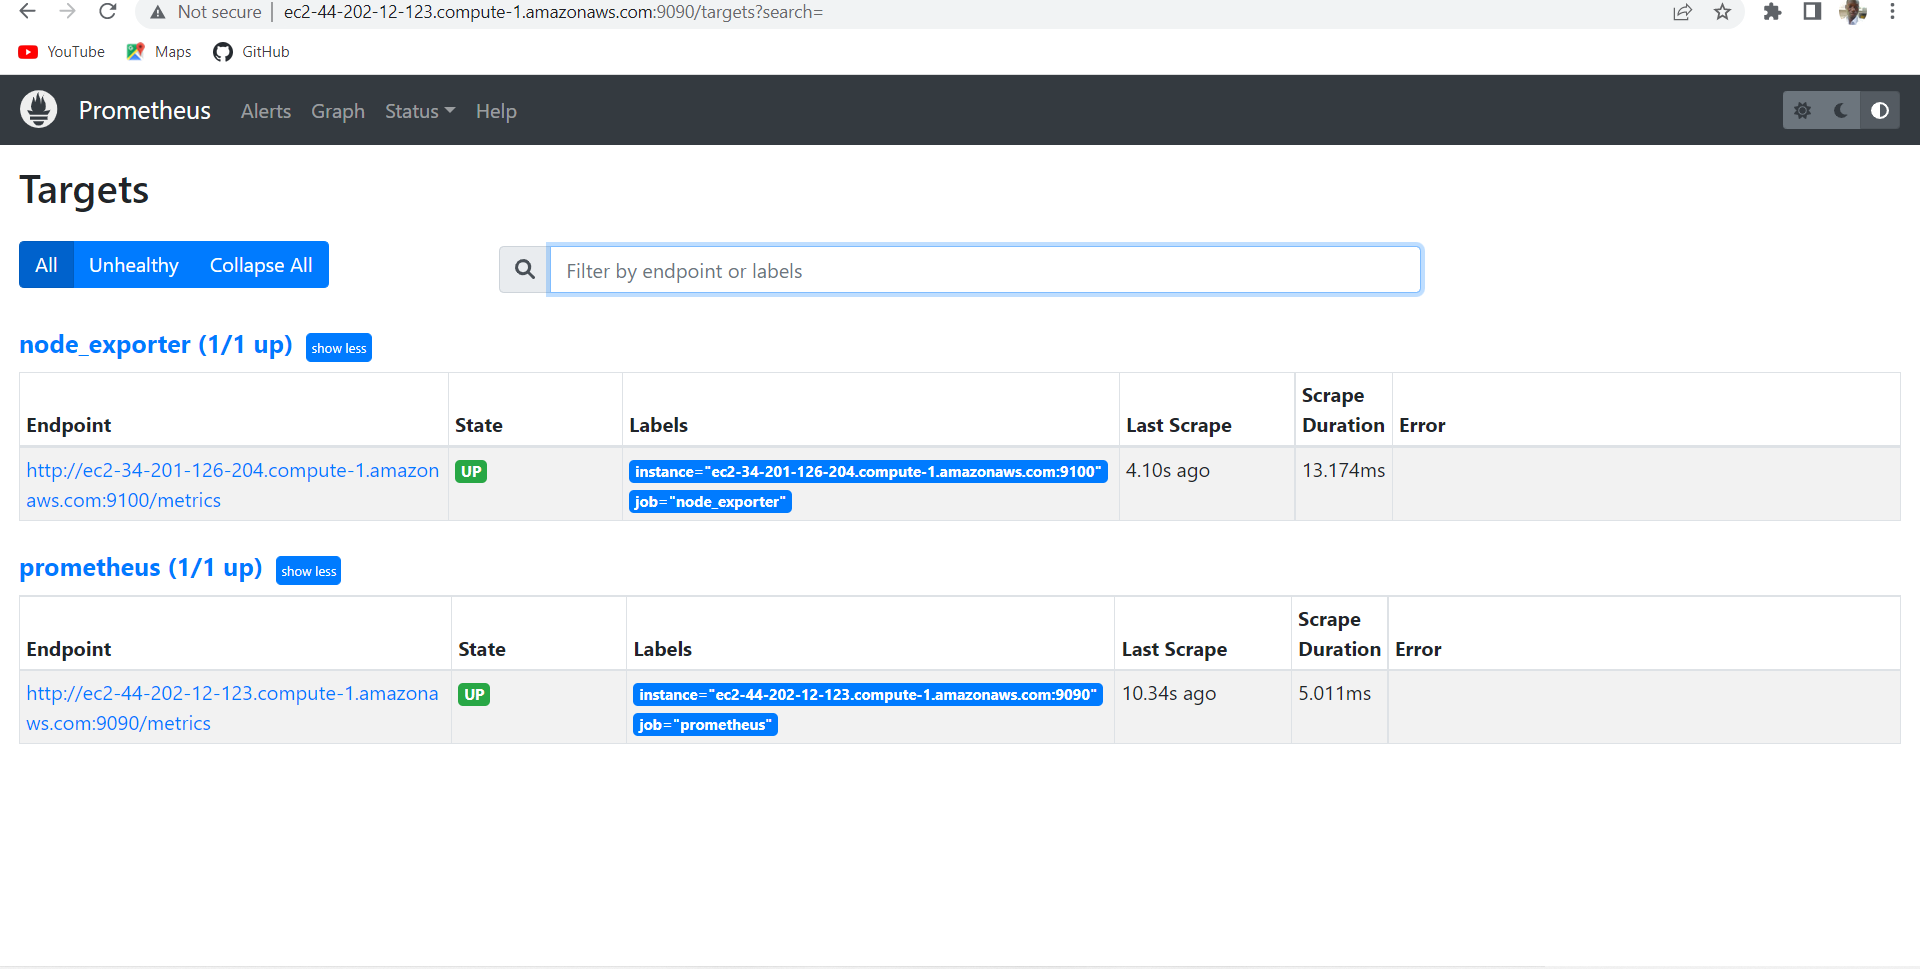 Not secure | ec2-44-202-12-123.compute-1.amazonaws.com:9090/targets?search=
YouTube Maps GitHub
Prometheus Alerts Graph Status Help
Targets
All Unhealthy Collapse All
Filter by endpoint or labels
node_exporter (1/1 up) show less
Endpoint State Labels Last Scrape Scrape Duration Error
http://ec2-34-201-126-204.compute-1.amazon
aws.com:9100/metrics
UP
instance="ec2-34-201-126-204.compute-1.amazonaws.com:9100"
job="node_exporter"
4.10s ago
13.174ms
prometheus (1/1 up) show less
Endpoint State Labels Last Scrape Scrape Duration Error
http://ec2-44-202-12-123.compute-1.amazona
ws.com:9090/metrics
UP
instance="ec2-44-202-12-123.compute-1.amazonaws.com:9090"
job="prometheus"
10.34s ago
5.011ms